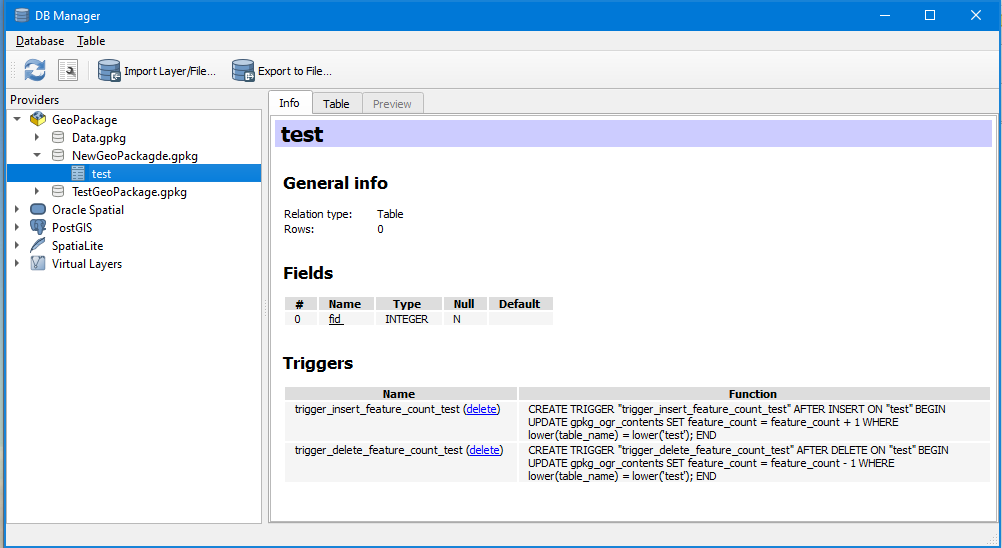 DB Manager
Database Table
Import Layer/File... Export to File...
Providers
GeoPackage
Data.gpkg
NewGeoPackagde.gpkg
test
TestGeoPackage.gpkg
Oracle Spatial
PostGIS
SpatiaLite
Virtual Layers
Info Table Preview
test
General info
Relation type: Table
Rows: 0
Fields
# Name Type Null Default
0 fid INTEGER N
Triggers
Name Function
trigger_insert_feature_count_test (delete) CREATE TRIGGER "trigger_insert_feature_count_test" AFTER INSERT ON "test" BEGIN
UPDATE gpkg_ogr_contents SET feature_count = feature_count + 1 WHERE
lower(table_name) = lower('test'); END
trigger_delete_feature_count_test (delete) CREATE TRIGGER "trigger_delete_feature_count_test" AFTER DELETE ON "test" BEGIN
UPDATE gpkg_ogr_contents SET feature_count = feature_count - 1 WHERE
lower(table_name) = lower('test'); END